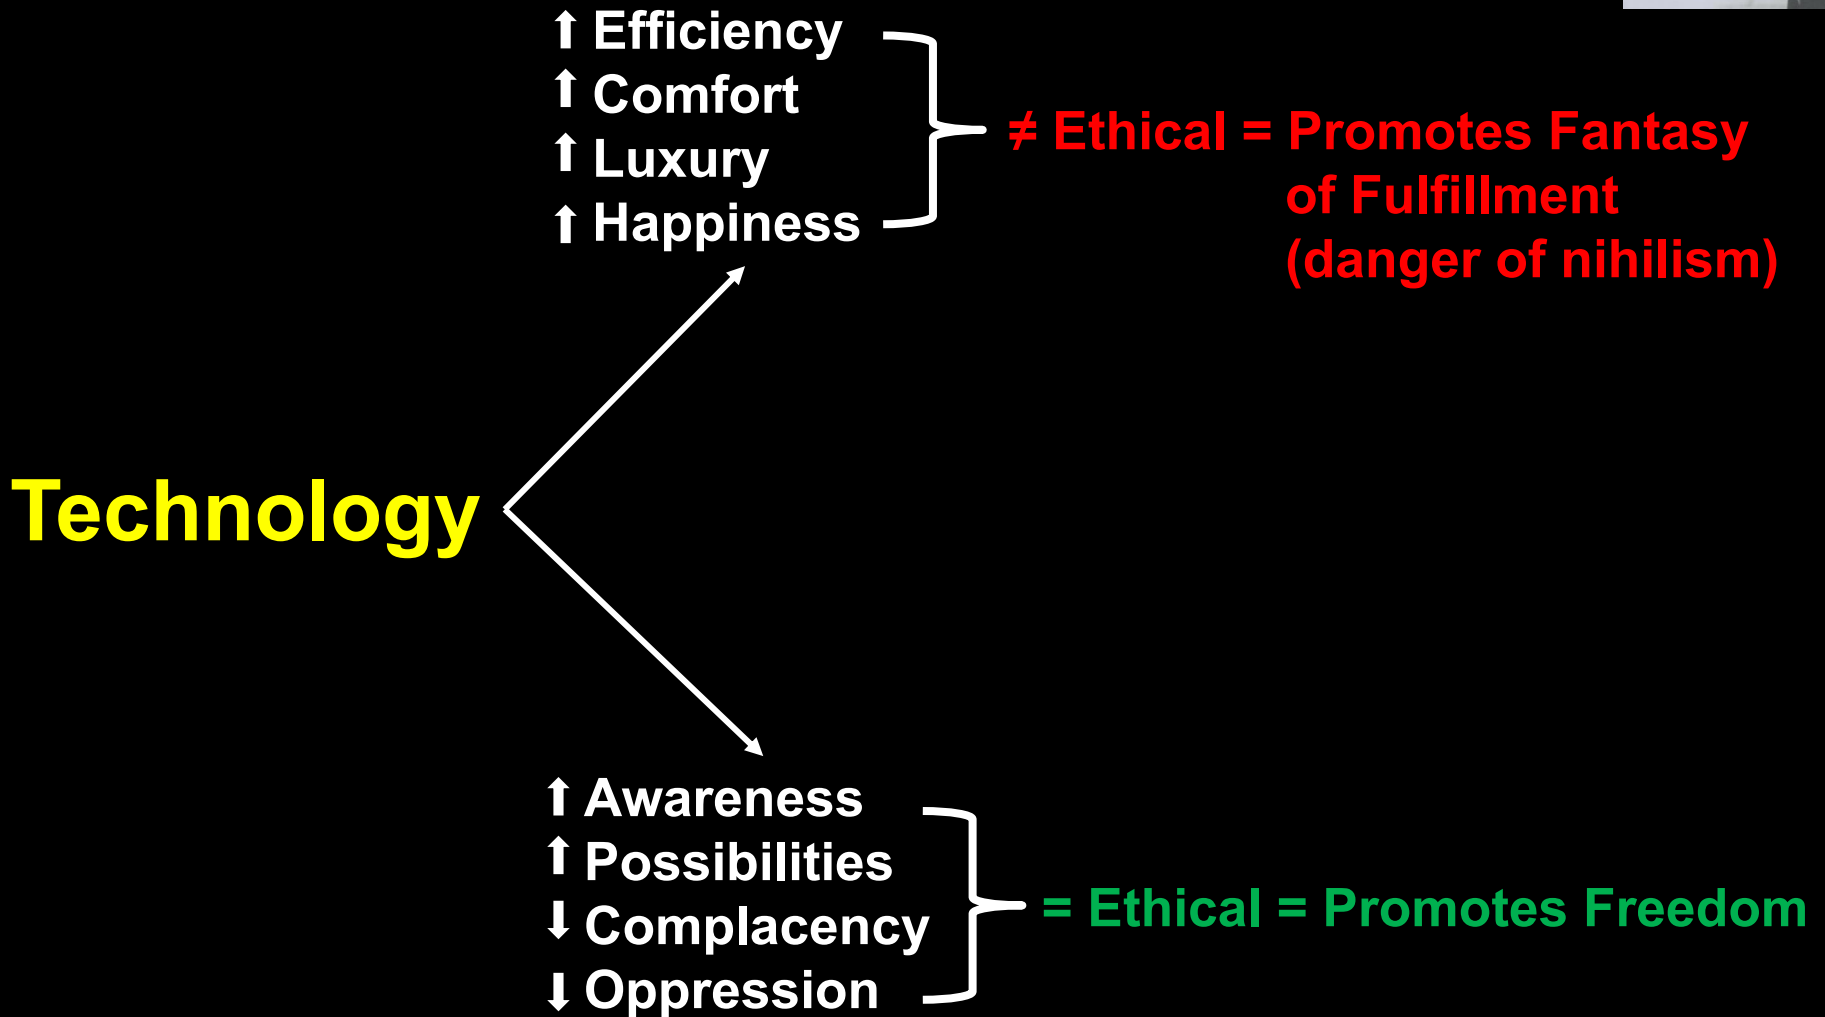 ↑ Efficiency
↑ Comfort
↑ Luxury
↑ Happiness
≠ Ethical = Promotes Fantasy
of Fulfillment
(danger of nihilism)
Technology
↑ Awareness
↑ Possibilities
↓ Complacency
↓ Oppression
= Ethical = Promotes Freedom